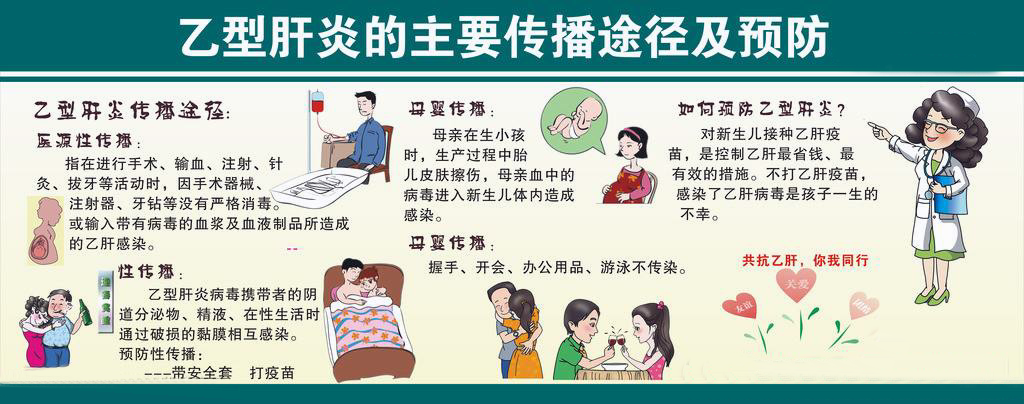 乙型肝炎的主要传播途径及预防
乙型肝炎传播途径:
医源性传播:
指在进行手术、输血、注射、针
灸、拔牙等活动时，因手术器械、
注射器、牙钻等没有严格消毒。
或输入带有病毒的血浆及血液制品所造成
的乙肝感染。
性传播:
乙型肝炎病毒携带者的阴
道分泌物、精液、在性生活时
通过破损的黏膜相互感染。
预防性传播:
---带安全套 打疫苗
母婴传播:
母亲在生小孩
时，生产过程中胎
儿皮肤擦伤，母亲血中的
病毒进入新生儿体内造成
感染。
母婴传播:
握手、开会、办公用品、游泳不传染。
如何预防乙型肝炎?
对新生儿接种乙肝疫
苗，是控制乙肝最省钱、最
有效的措施。不打乙肝疫苗，
感染了乙肝病毒是孩子一生的
不幸。
共抗乙肝，你我同行
友谊
关爱